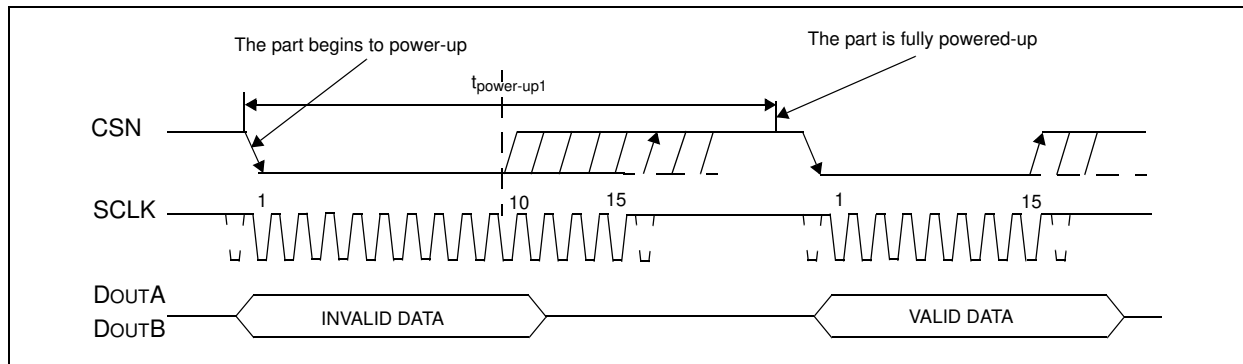 The part begins to power-up
The part is fully powered-up
tpower-up1
CSN
SCLK
1
10
15
1
15
DOUTA
DOUTB
INVALID DATA
VALID DATA